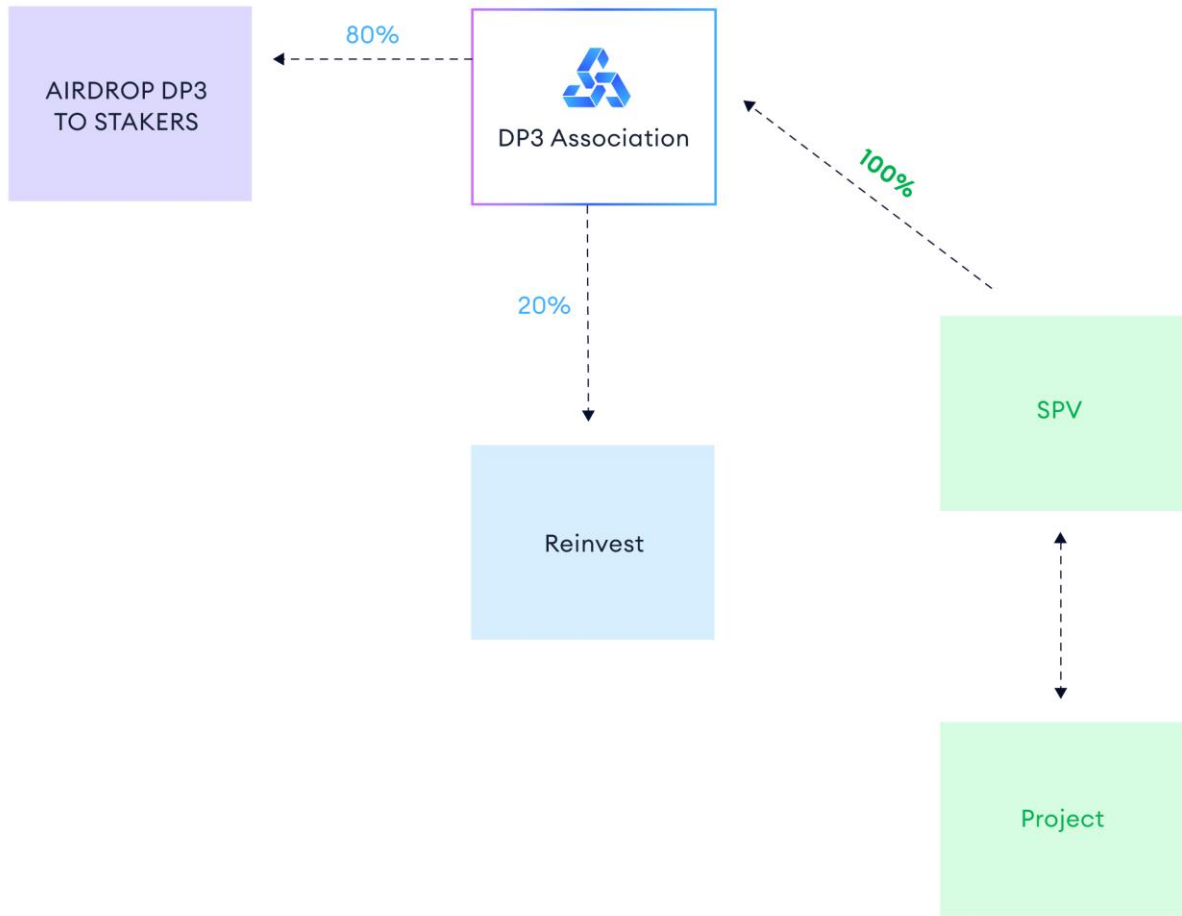 80%
AIRDROP DP3
TO STAKERS
DP3 Association
100%
20%
SPV
Reinvest
Project